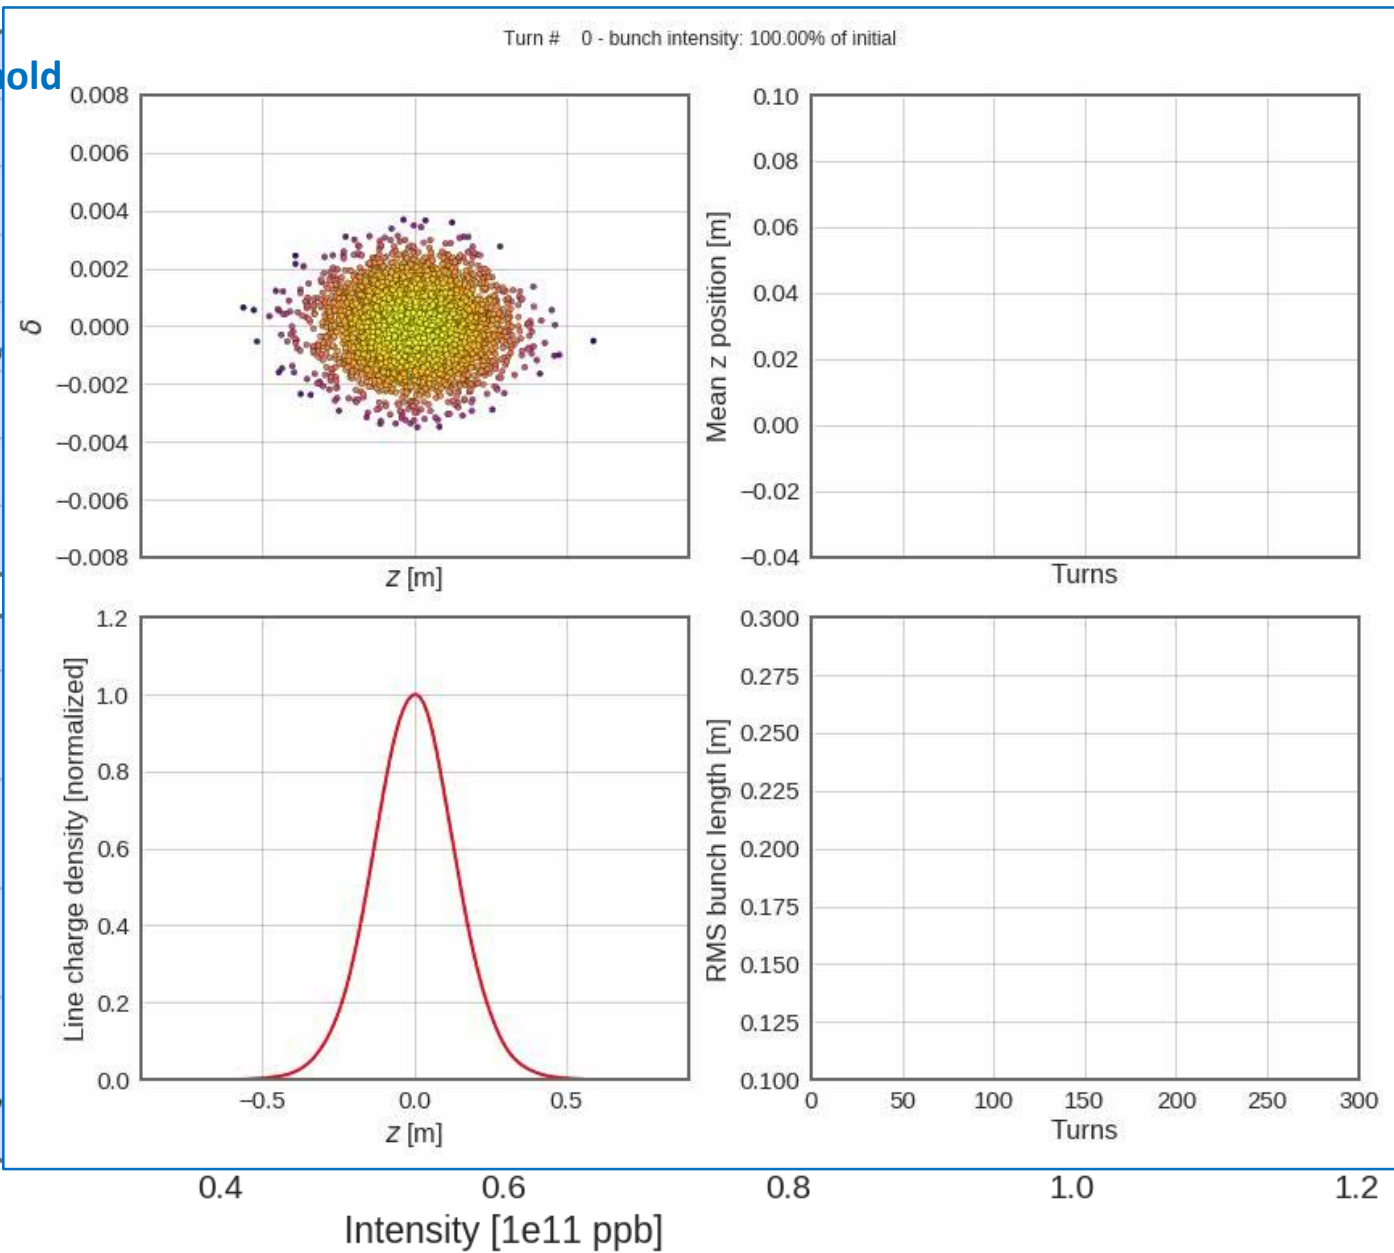 Turn # 0 - bunch intensity: 100.00% of initial
0.008
0.006
0.004
0.002
0.000
−0.002
−0.004
−0.006
−0.008
δ
z [m]
0.10
0.08
0.06
0.04
0.02
0.00
−0.02
−0.04
Mean z position [m]
Turns
1.2
1.0
0.8
0.6
0.4
0.2
0.0
Line charge density [normalized]
−0.5 0.0 0.5
z [m]
0.300
0.275
0.250
0.225
0.200
0.175
0.150
0.125
0.100
RMS bunch length [m]
0 50 100 150 200 250 300
Turns
0.4 0.6 0.8 1.0 1.2
Intensity [1e11 ppb]